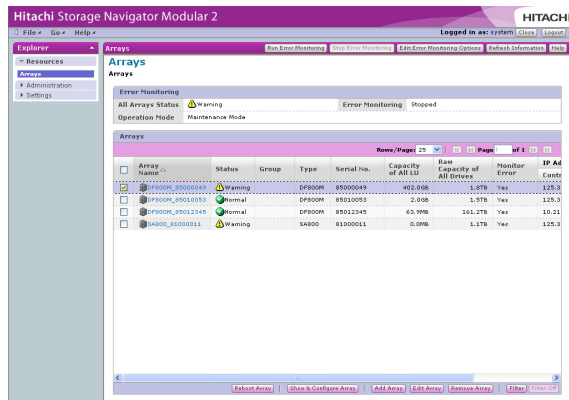 Hitachi Storage Navigator Modular 2
HITACHI
File Go Help
Logged in as: system Close Logout
Explorer
Resources
Arrays
Administration
Settings
Arrays
Run Error Monitoring Stop Error Monitoring Edit Error Monitoring Options Refresh Information Help
Arrays
Arrays
Error Monitoring
All Arrays Status Warning Error Monitoring Stopped
Operation Mode Maintenance Mode
Arrays
Rows/Page: 25 Page 1 of 1
Array Name Status Group Type Serial No. Capacity of All LU Raw Capacity of All Drives Monitor Error IP Ad
Contr
DF800M_85000049 Warning DF800M 85000049 402.0GB 1.8TB Yes 125.3
DF800M_85010053 Normal DF800M 85010053 2.0GB 1.5TB Yes 125.3
DF800M_85012345 Normal DF800M 85012345 63.9MB 161.2TB Yes 10.21
SA800_81000011 Warning SA800 81000011 0.0MB 1.1TB Yes 125.3
Reboot Array Show & Configure Array Add Array Edit Array Remove Array Filter Filter Off